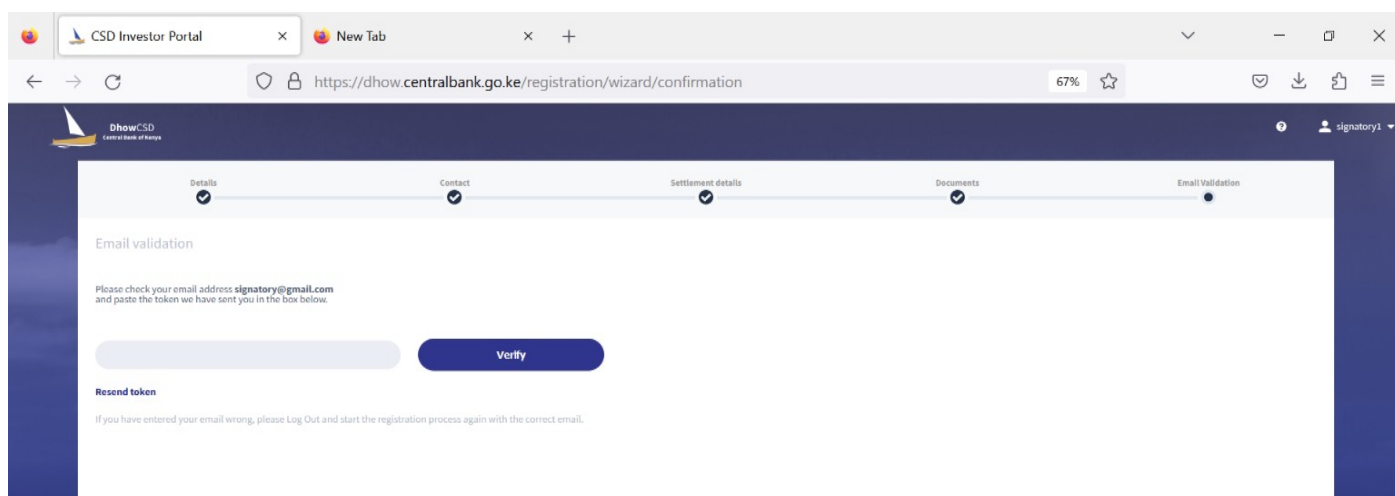 CSD Investor Portal
New Tab
https://dhow.centralbank.go.ke/registration/wizard/confirmation
67%
DhowCSD
Central Bank of Kenya
signatory1
Details
Contact
Settlement details
Documents
Email Validation
Email validation
Please check your email address signatory@gmail.com
and paste the token we have sent you in the box below.
Verify
Resend token
If you have entered your email wrong, please Log Out and start the registration process again with the correct email.